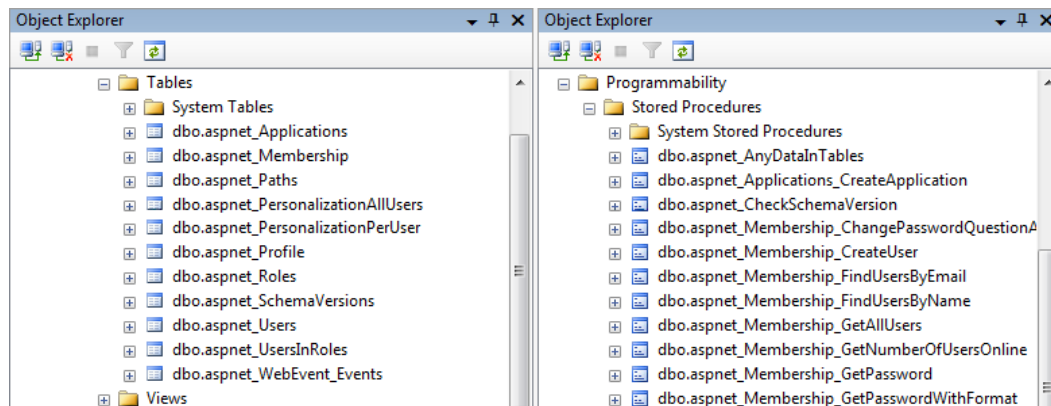 Object Explorer
Tables
System Tables
dbo.aspnet_Applications
dbo.aspnet_Membership
dbo.aspnet_Paths
dbo.aspnet_PersonalizationAllUsers
dbo.aspnet_PersonalizationPerUser
dbo.aspnet_Profile
dbo.aspnet_Roles
dbo.aspnet_SchemaVersions
dbo.aspnet_Users
dbo.aspnet_UsersInRoles
dbo.aspnet_WebEvent_Events
Views
Object Explorer
Programmability
Stored Procedures
System Stored Procedures
dbo.aspnet_AnyDataInTables
dbo.aspnet_Applications_CreateApplication
dbo.aspnet_CheckSchemaVersion
dbo.aspnet_Membership_ChangePasswordQuestionA
dbo.aspnet_Membership_CreateUser
dbo.aspnet_Membership_FindUsersByEmail
dbo.aspnet_Membership_FindUsersByName
dbo.aspnet_Membership_GetAllUsers
dbo.aspnet_Membership_GetNumberOfUsersOnline
dbo.aspnet_Membership_GetPassword
dbo.aspnet_Membership_GetPasswordWithFormat